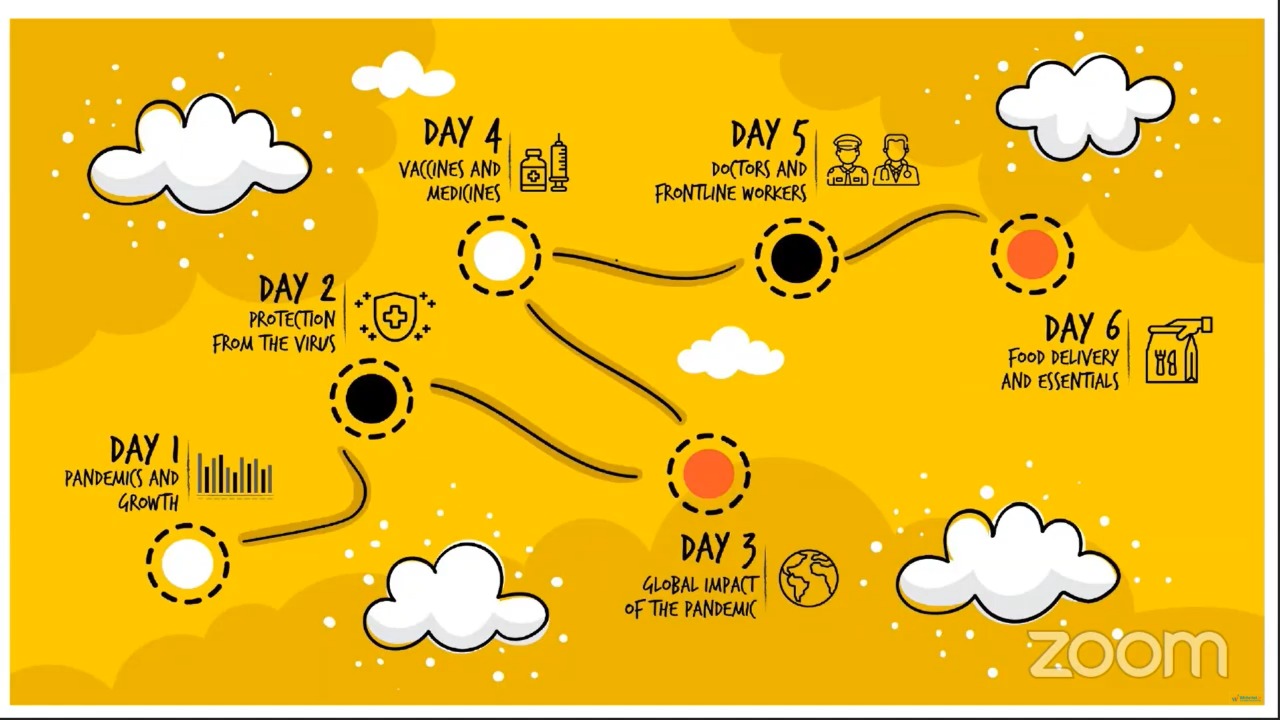 DAY 1
PANDEMICS AND
GROWTH
DAY 2
PROTECTION
FROM THE VIRUS
DAY 3
GLOBAL IMPACT
OF THE PANDEMIC
DAY 4
VACCINES AND
MEDICINES
DAY 5
DOCTORS AND
FRONTLINE WORKERS
DAY 6
FOOD DELIVERY
AND ESSENTIALS
zoom